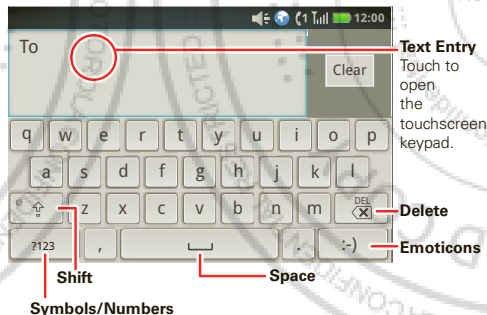 1 12:00
To
Clear
Text Entry
Touch to
open
the
touchscreen
keypad.
q w e r t y u i o p
a s d f g h j k l
z x c v b n m DEL
?123 , . :-)
Delete
Emoticons
Shift
Space
Symbols/Numbers